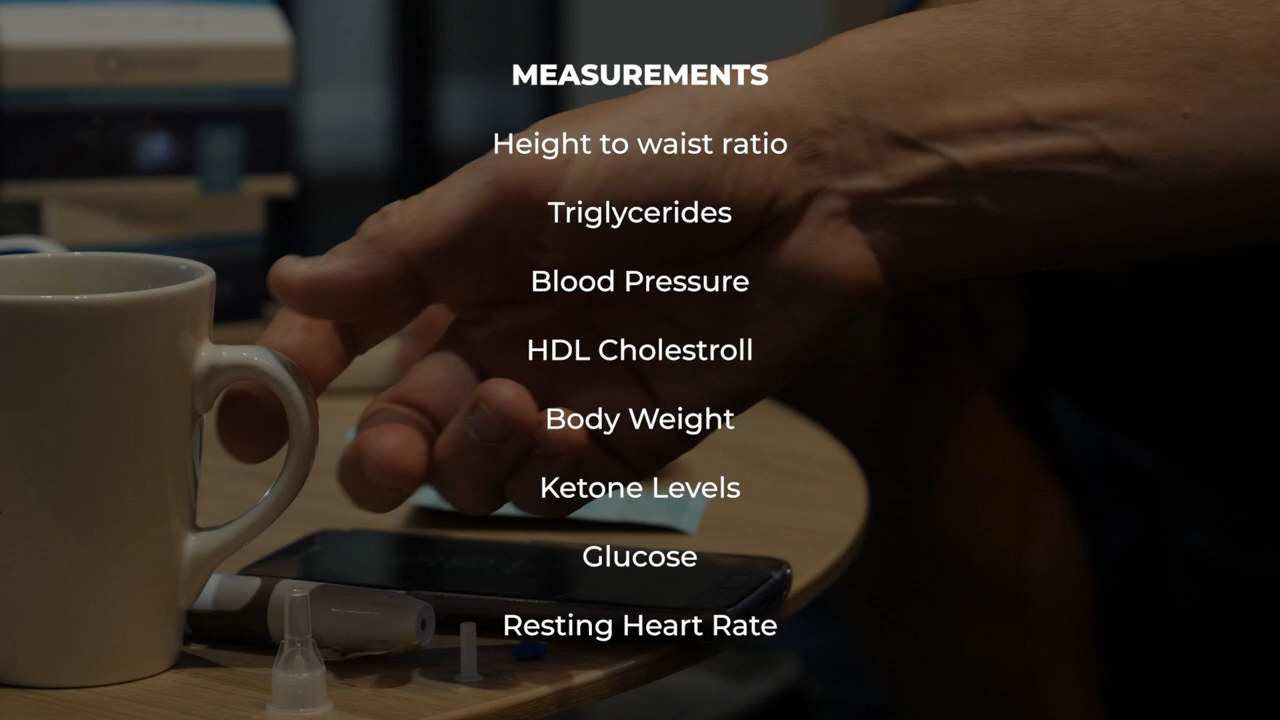 MEASUREMENTS
Height to waist ratio
Triglycerides
Blood Pressure
HDL Cholestroll
Body Weight
Ketone Levels
Glucose
Resting Heart Rate